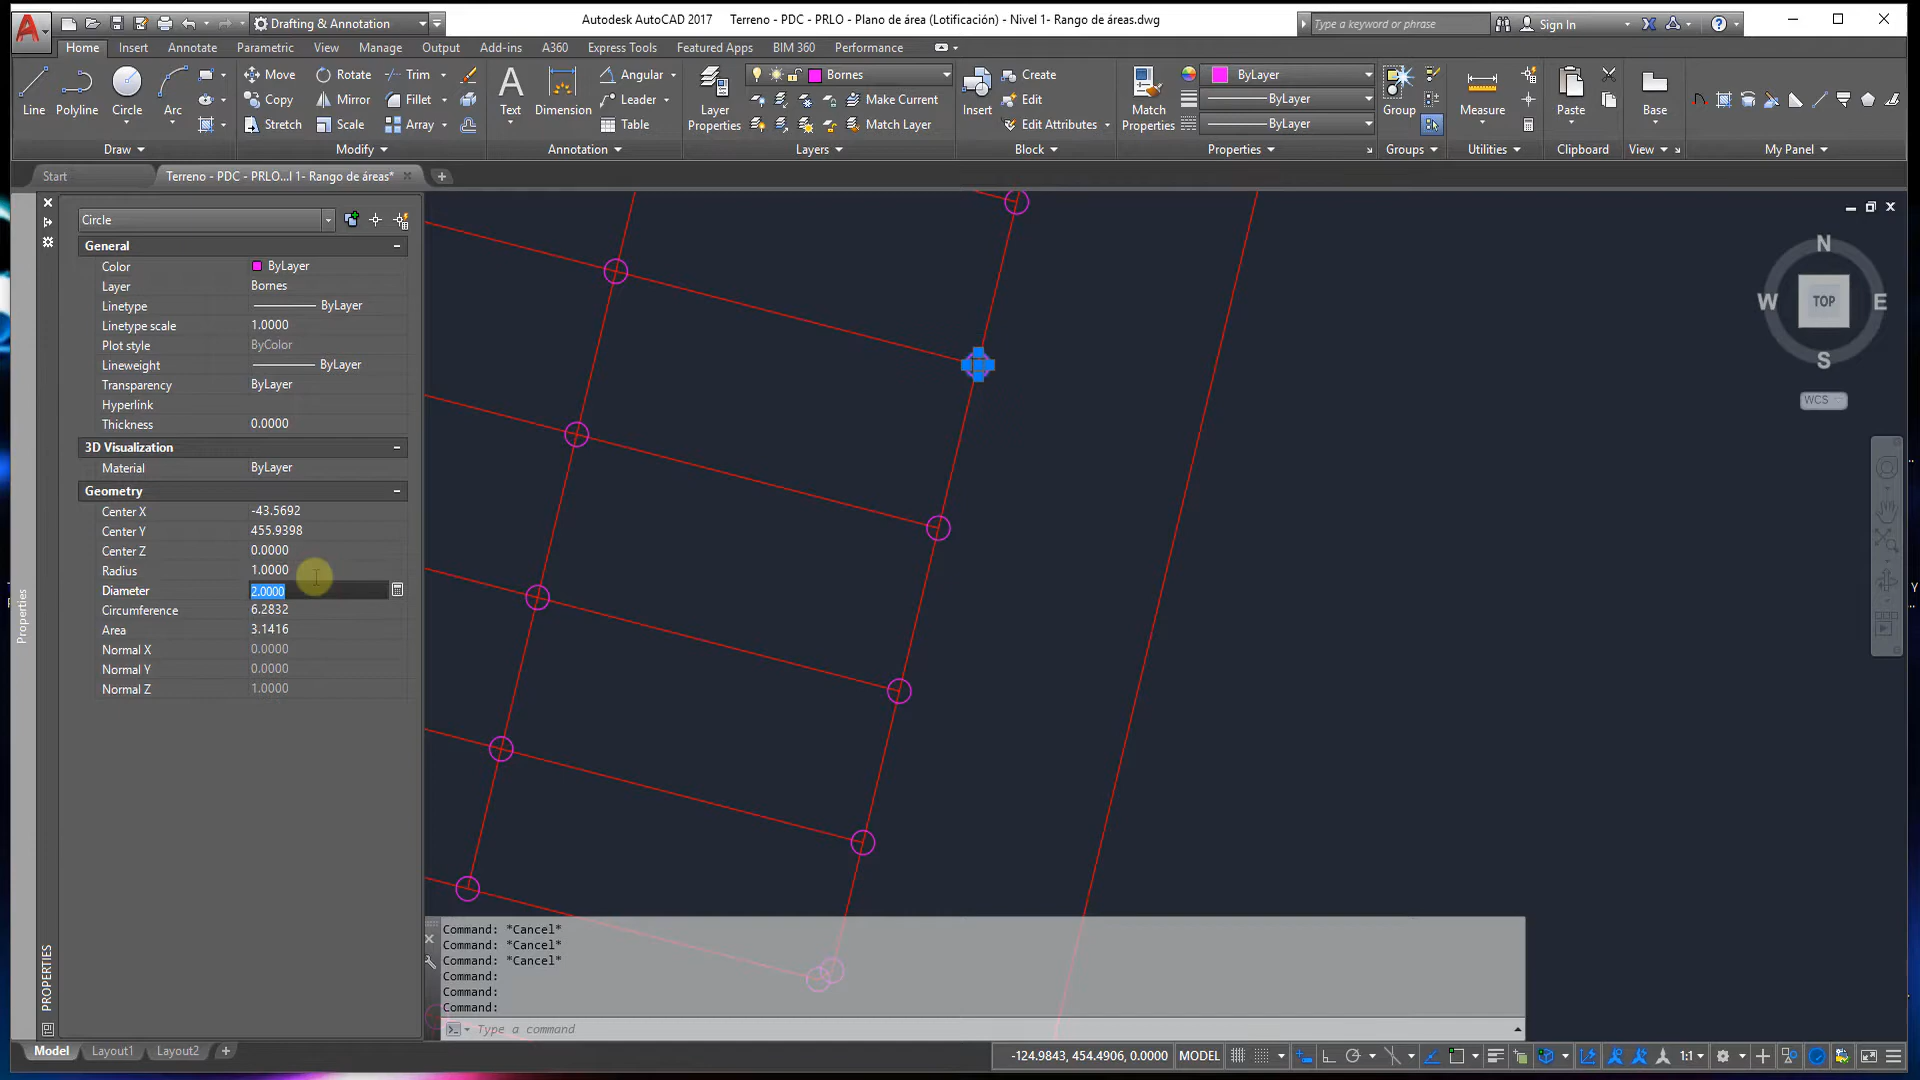 Drafting & Annotation
Autodesk AutoCAD 2017 Terreno - PDC - PRLO - Plano de área (Lotificación) - Nivel 1- Rango de áreas.dwg
Type a keyword or phrase
Sign In
Home Insert Annotate Parametric View Manage Output Add-ins A360 Express Tools Featured Apps BIM 360 Performance
Line Polyline Circle Arc
Move Rotate Trim
Copy Mirror Fillet
Stretch Scale Array
Text Dimension
Angular
Leader
Table
Layer Properties
Bornes
Make Current
Match Layer
Insert
Create
Edit
Edit Attributes
Match Properties
ByLayer
ByLayer
ByLayer
Group Measure Paste Base
Draw Modify Annotation Layers Block Properties Groups Utilities Clipboard View My Panel
Start
Terreno - PDC - PRLO...l 1- Rango de áreas*
Circle
General
Color ByLayer
Layer Bornes
Linetype ByLayer
Linetype scale 1.0000
Plot style ByColor
Lineweight ByLayer
Transparency ByLayer
Hyperlink
Thickness 0.0000
3D Visualization
Material ByLayer
Geometry
Center X -43.5692
Center Y 455.9398
Center Z 0.0000
Radius 1.0000
Diameter 2.0000
Circumference 6.2832
Area 3.1416
Normal X 0.0000
Normal Y 0.0000
Normal Z 1.0000
Properties
PROPERTIES
N
W TOP E
S
WCS
Y
Command: *Cancel*
Command: *Cancel*
Command: *Cancel*
Command:
Command:
Command:
Type a command
Model Layout1 Layout2
-124.9843, 454.4906, 0.0000 MODEL 1:1